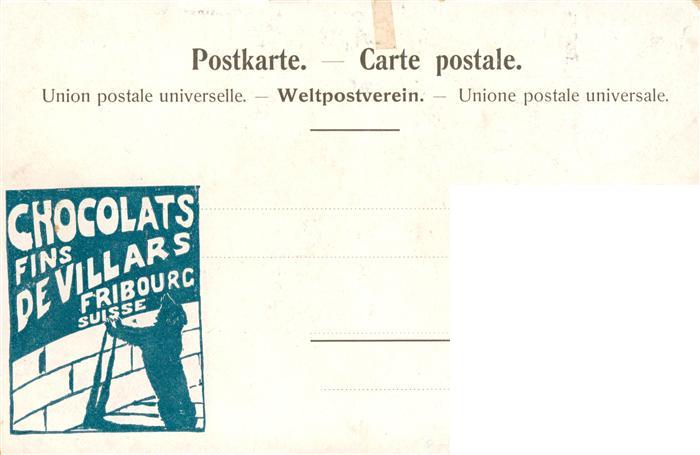 Postkarte. — Carte postale.
Union postale universelle. — Weltpostverein. — Unione postale universale.
CHOCOLATS
FINS
DE VILLARS
FRIBOURG
SUISSE